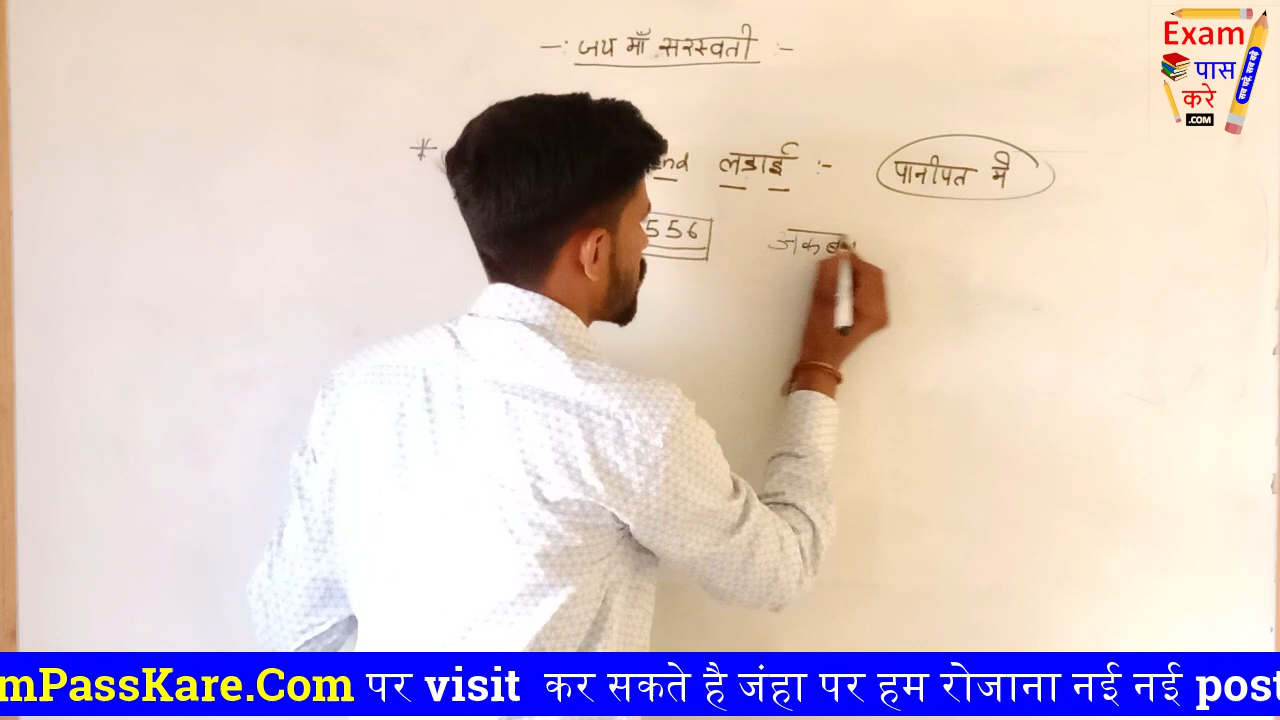 -: जय माँ सरस्वती :-
* nd लडाई :- पानीपत में
556 अकब
Exam
पास
करे
.COM
mPassKare.Com पर visit कर सकते है जंहा पर हम रोजाना नई नई post